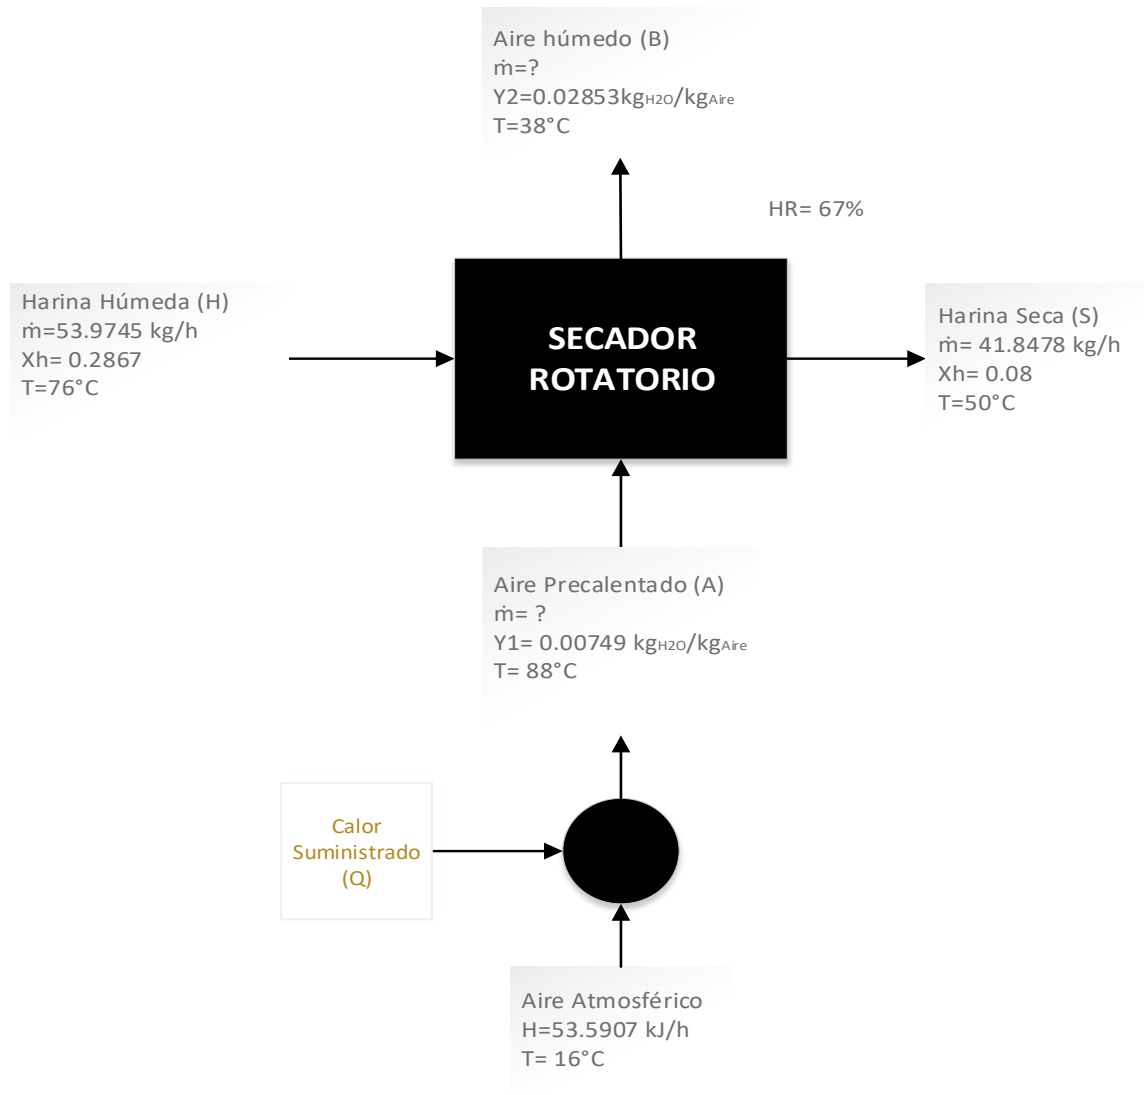 Aire húmedo (B)
ṁ=?
Y2=0.02853kgH2O/kgAire
T=38°C
HR= 67%
Harina Húmeda (H)
ṁ=53.9745 kg/h
Xh= 0.2867
T=76°C
SECADOR
ROTATORIO
Harina Seca (S)
ṁ= 41.8478 kg/h
Xh= 0.08
T=50°C
Aire Precalentado (A)
ṁ= ?
Y1= 0.00749 kgH2O/kgAire
T= 88°C
Calor
Suministrado
(Q)
Aire Atmosférico
H=53.5907 kJ/h
T= 16°C